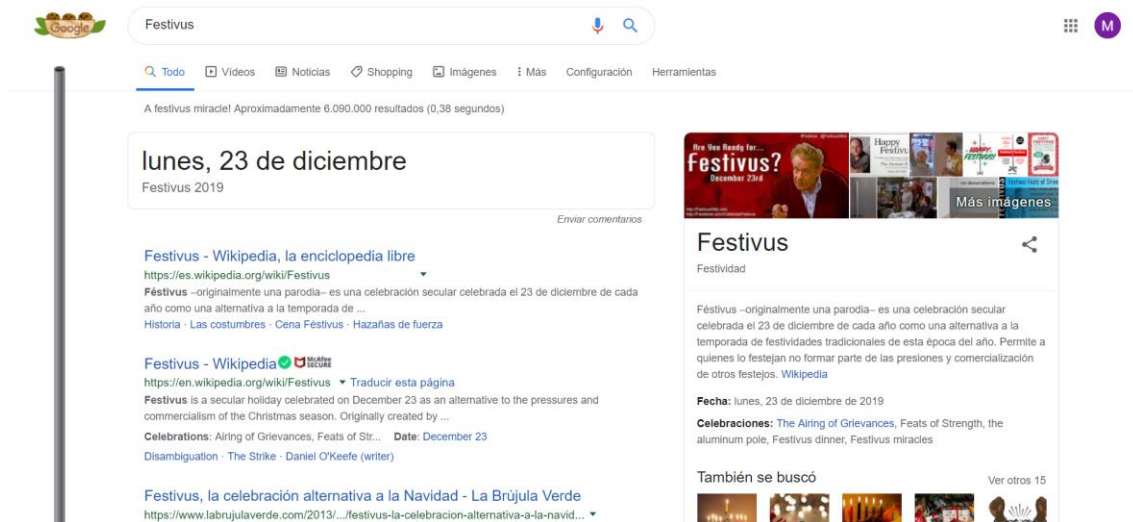 Google
Festivus
M
Todo
Vídeos
Noticias
Shopping
Imágenes
Más
Configuración
Herramientas
A festivus miracle! Aproximadamente 6.090.000 resultados (0,38 segundos)
lunes, 23 de diciembre
Festivus 2019
Enviar comentarios
Festivus - Wikipedia, la enciclopedia libre
https://es.wikipedia.org/wiki/Festivus
Féstivus –originalmente una parodia– es una celebración secular celebrada el 23 de diciembre de cada
año como una alternativa a la temporada de ...
Historia · Las costumbres · Cena Féstivus · Hazañas de fuerza
Festivus - Wikipedia McAfee SECURE
https://en.wikipedia.org/wiki/Festivus Traducir esta página
Festivus is a secular holiday celebrated on December 23 as an alternative to the pressures and
commercialism of the Christmas season. Originally created by ...
Celebrations: Airing of Grievances, Feats of Str... Date: December 23
Disambiguation · The Strike · Daniel O'Keefe (writer)
Festivus, la celebración alternativa a la Navidad - La Brújula Verde
https://www.labrujulaverde.com/2013/.../festivus-la-celebracion-alternativa-a-la-navid...
Are You Ready for...
Festivus?
December 23rd
Happy
Festivu
Más imágenes
Festivus
Festividad
Féstivus –originalmente una parodia– es una celebración secular
celebrada el 23 de diciembre de cada año como una alternativa a la
temporada de festividades tradicionales de esta época del año. Permite a
quienes lo festejan no formar parte de las presiones y comercialización
de otros festejos. Wikipedia
Fecha: lunes, 23 de diciembre de 2019
Celebraciones: The Airing of Grievances, Feats of Strength, the
aluminum pole, Festivus dinner, Festivus miracles
También se buscó
Ver otros 15